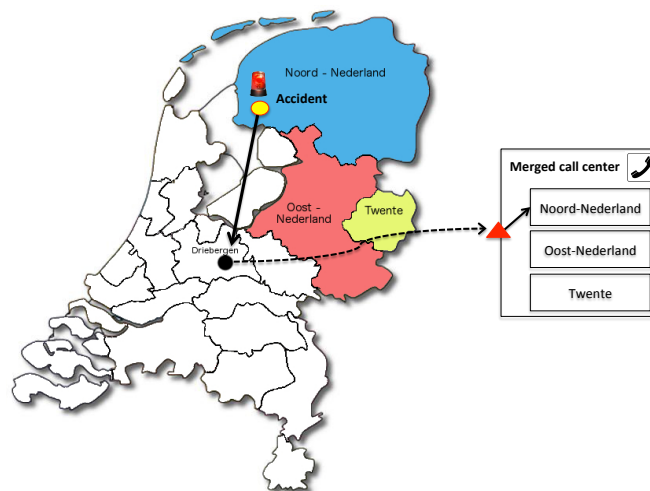 Noord - Nederland
Accident
Oost -
Nederland
Twente
Driebergen
Merged call center
Noord-Nederland
Oost-Nederland
Twente